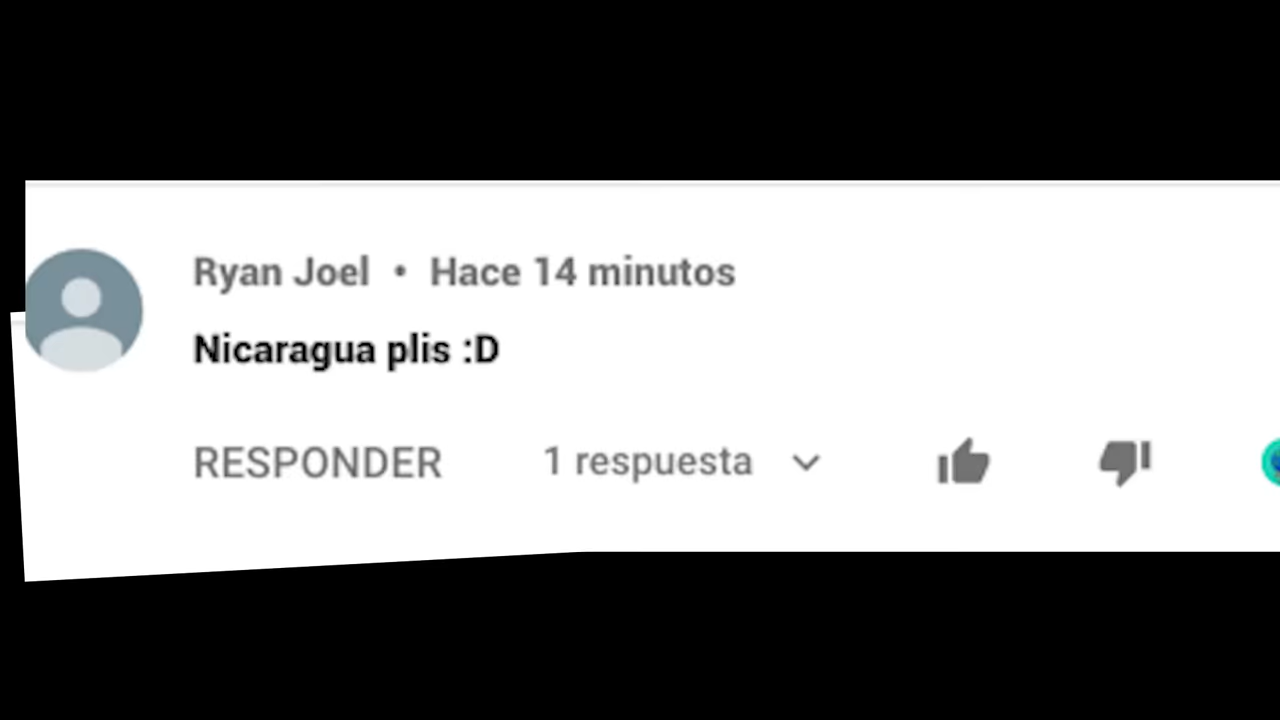 Ryan Joel • Hace 14 minutos
Nicaragua plis :D
RESPONDER 1 respuesta